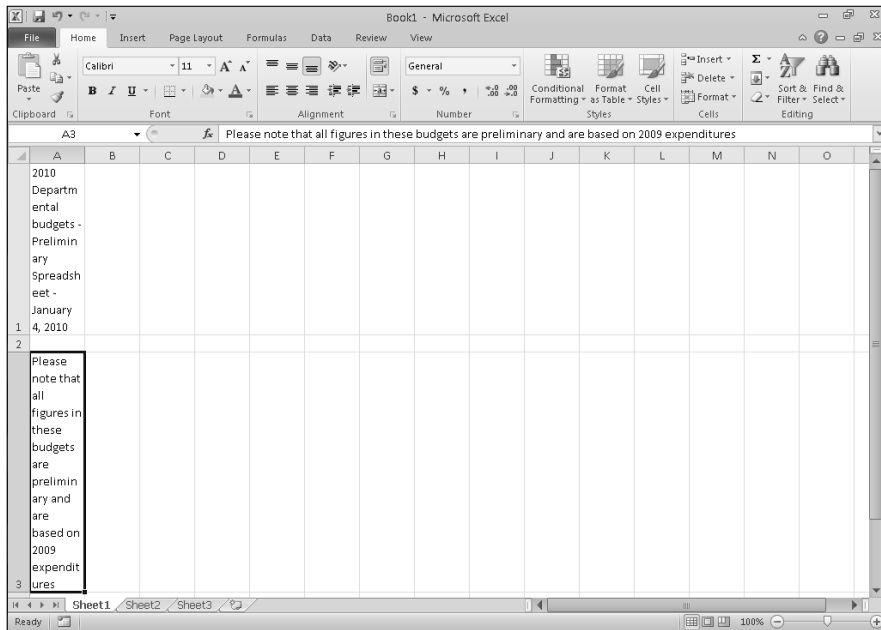 Book1 - Microsoft Excel
File Home Insert Page Layout Formulas Data Review View
Paste
Calibri 11 A A
B I U A
General
$ % ,
Conditional Formatting
Format as Table
Cell Styles
Insert
Delete
Format
Σ
Sort & Filter
Find & Select
Clipboard Font Alignment Number Styles Cells Editing
A3 fx Please note that all figures in these budgets are preliminary and are based on 2009 expenditures
A B C D E F G H I J K L M N O
2010
Departm
ental
budgets -
Prelimin
ary
Spreadsh
eet -
January
1 4, 2010
2
Please
note that
all
figures in
these
budgets
are
prelimin
ary and
are
based on
2009
expendit
3 ures
Sheet1 Sheet2 Sheet3
Ready 100%